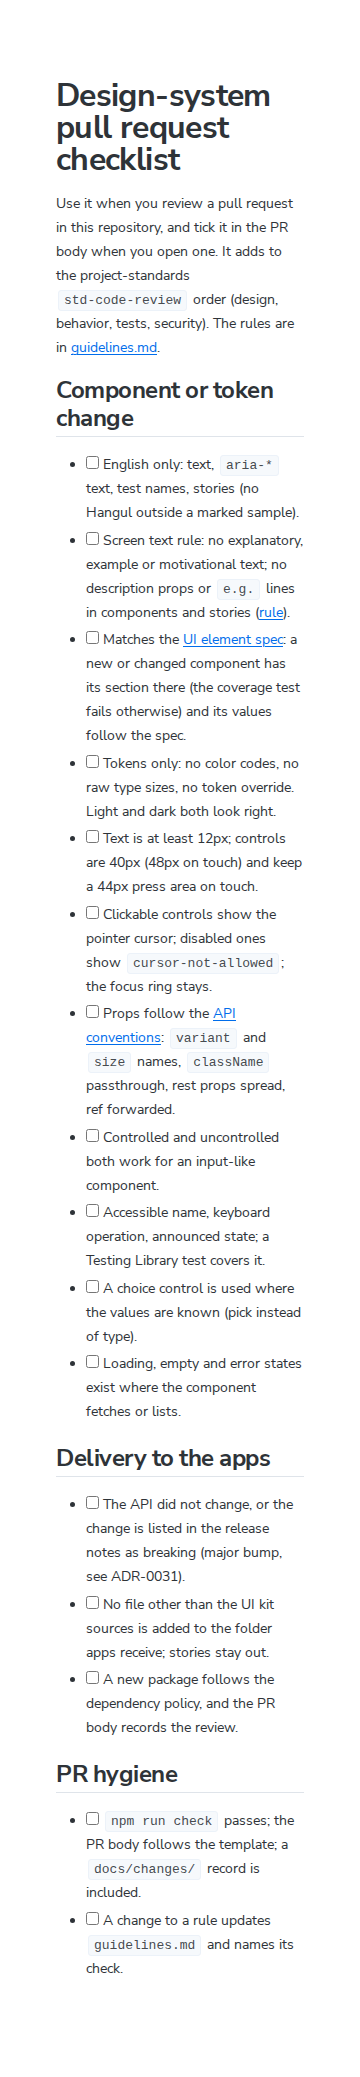 Design-system
pull request
checklist
Use it when you review a pull request
in this repository, and tick it in the PR
body when you open one. It adds to
the project-standards
std-code-review order (design,
behavior, tests, security). The rules are
in guidelines.md.
Component or token
change
English only: text, aria-*
text, test names, stories (no
Hangul outside a marked sample).
Screen text rule: no explanatory,
example or motivational text; no
description props or e.g. lines
in components and stories (rule).
Matches the UI element spec: a
new or changed component has
its section there (the coverage test
fails otherwise) and its values
follow the spec.
Tokens only: no color codes, no
raw type sizes, no token override.
Light and dark both look right.
Text is at least 12px; controls
are 40px (48px on touch) and keep
a 44px press area on touch.
Clickable controls show the
pointer cursor; disabled ones
show cursor-not-allowed;
the focus ring stays.
Props follow the API
conventions: variant and
size names, className
passthrough, rest props spread,
ref forwarded.
Controlled and uncontrolled
both work for an input-like
component.
Accessible name, keyboard
operation, announced state; a
Testing Library test covers it.
A choice control is used where
the values are known (pick instead
of type).
Loading, empty and error states
exist where the component
fetches or lists.
Delivery to the apps
The API did not change, or the
change is listed in the release
notes as breaking (major bump,
see ADR-0031).
No file other than the UI kit
sources is added to the folder
apps receive; stories stay out.
A new package follows the
dependency policy, and the PR
body records the review.
PR hygiene
npm run check passes; the
PR body follows the template; a
docs/changes/ record is
included.
A change to a rule updates
guidelines.md and names its
check.